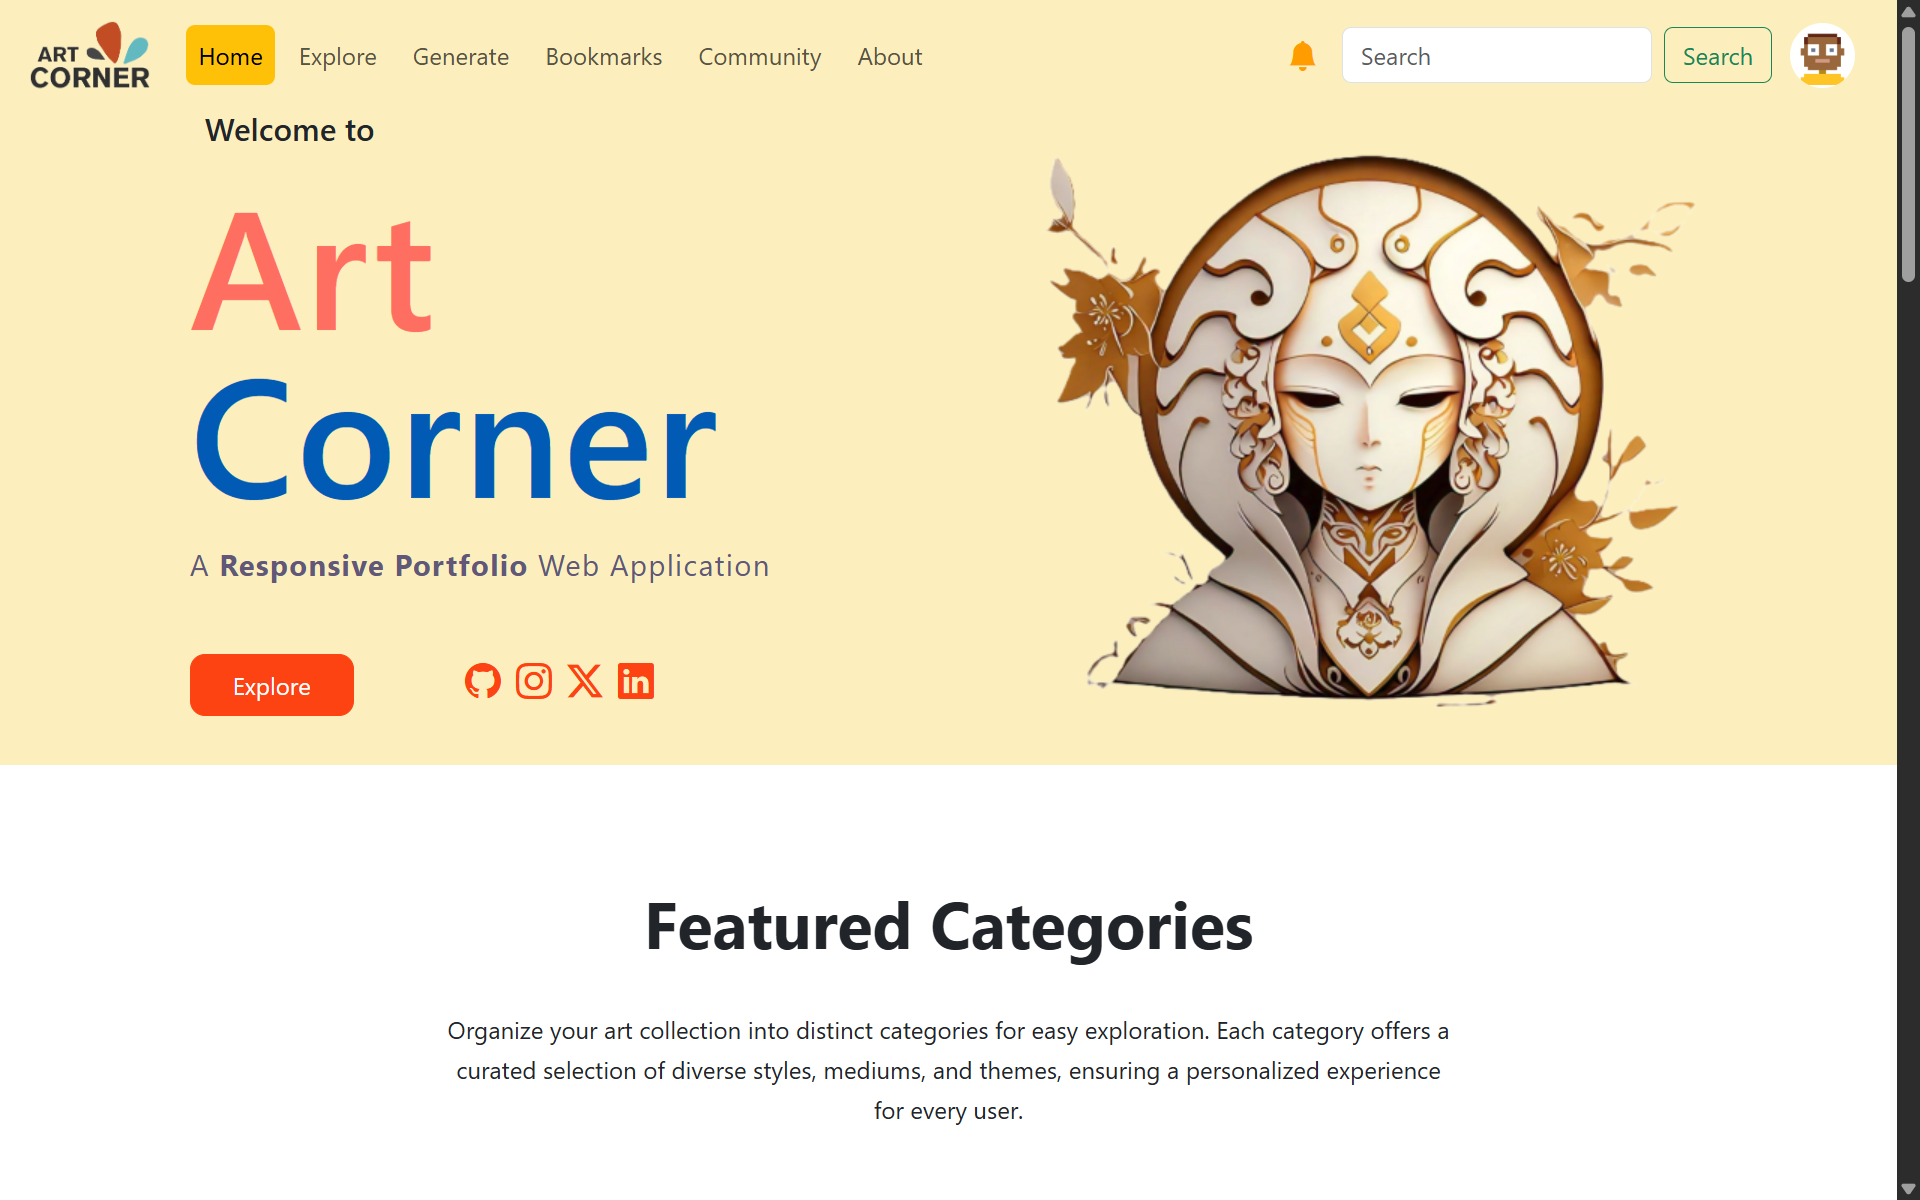 ART
CORNER
Home
Explore
Generate
Bookmarks
Community
About
Search
Search
Welcome to
Art
Corner
A Responsive Portfolio Web Application
Explore
Featured Categories
Organize your art collection into distinct categories for easy exploration. Each category offers a
curated selection of diverse styles, mediums, and themes, ensuring a personalized experience
for every user.